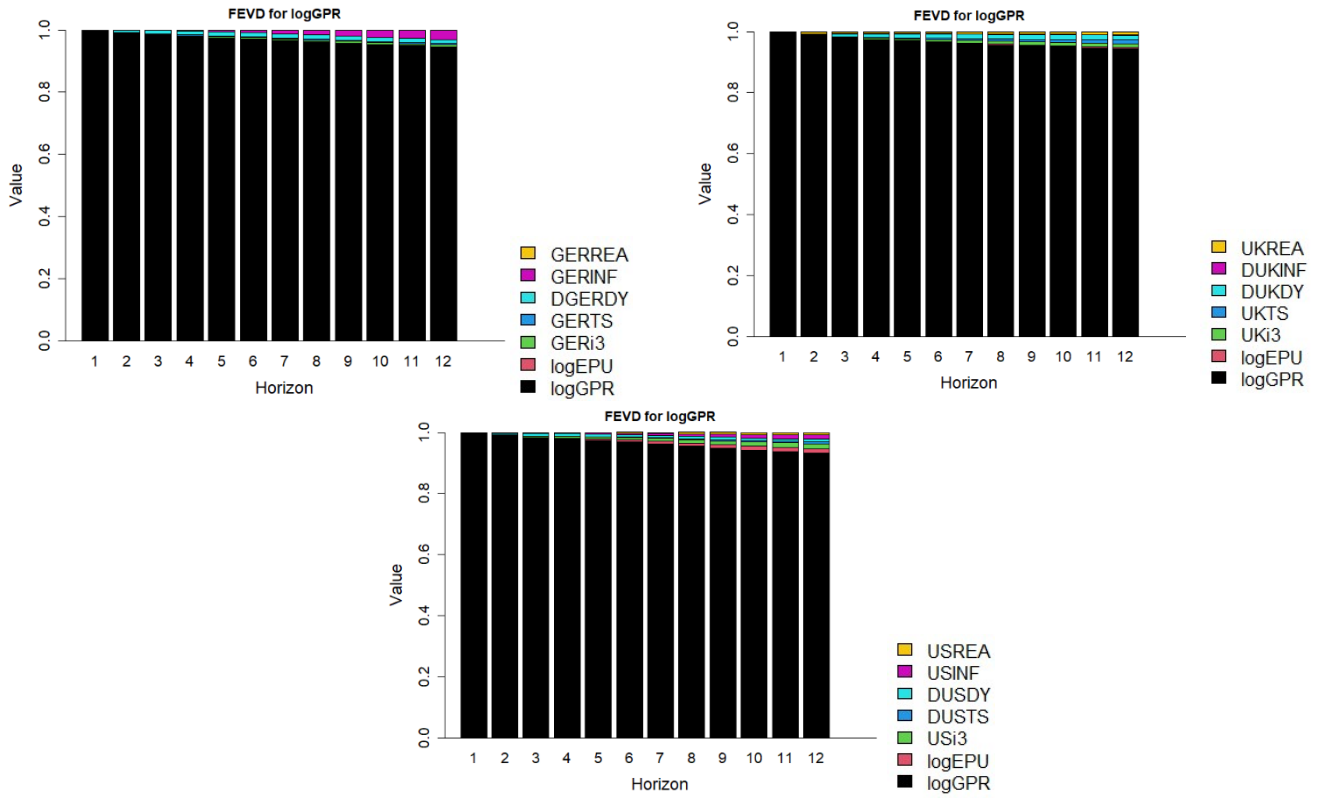 FEVD for logGPR
Value
1.0
0.8
0.6
0.4
0.2
0.0
1 2 3 4 5 6 7 8 9 10 11 12
Horizon
GERREA
GERINF
DGERDY
GERTS
GERi3
logEPU
logGPR
FEVD for logGPR
Value
1.0
0.8
0.6
0.4
0.2
0.0
1 2 3 4 5 6 7 8 9 10 11 12
Horizon
UKREA
DUKINF
DUKDY
UKTS
UKi3
logEPU
logGPR
FEVD for logGPR
Value
1.0
0.8
0.6
0.4
0.2
0.0
1 2 3 4 5 6 7 8 9 10 11 12
Horizon
USREA
USINF
DUSDY
DUSTS
USi3
logEPU
logGPR